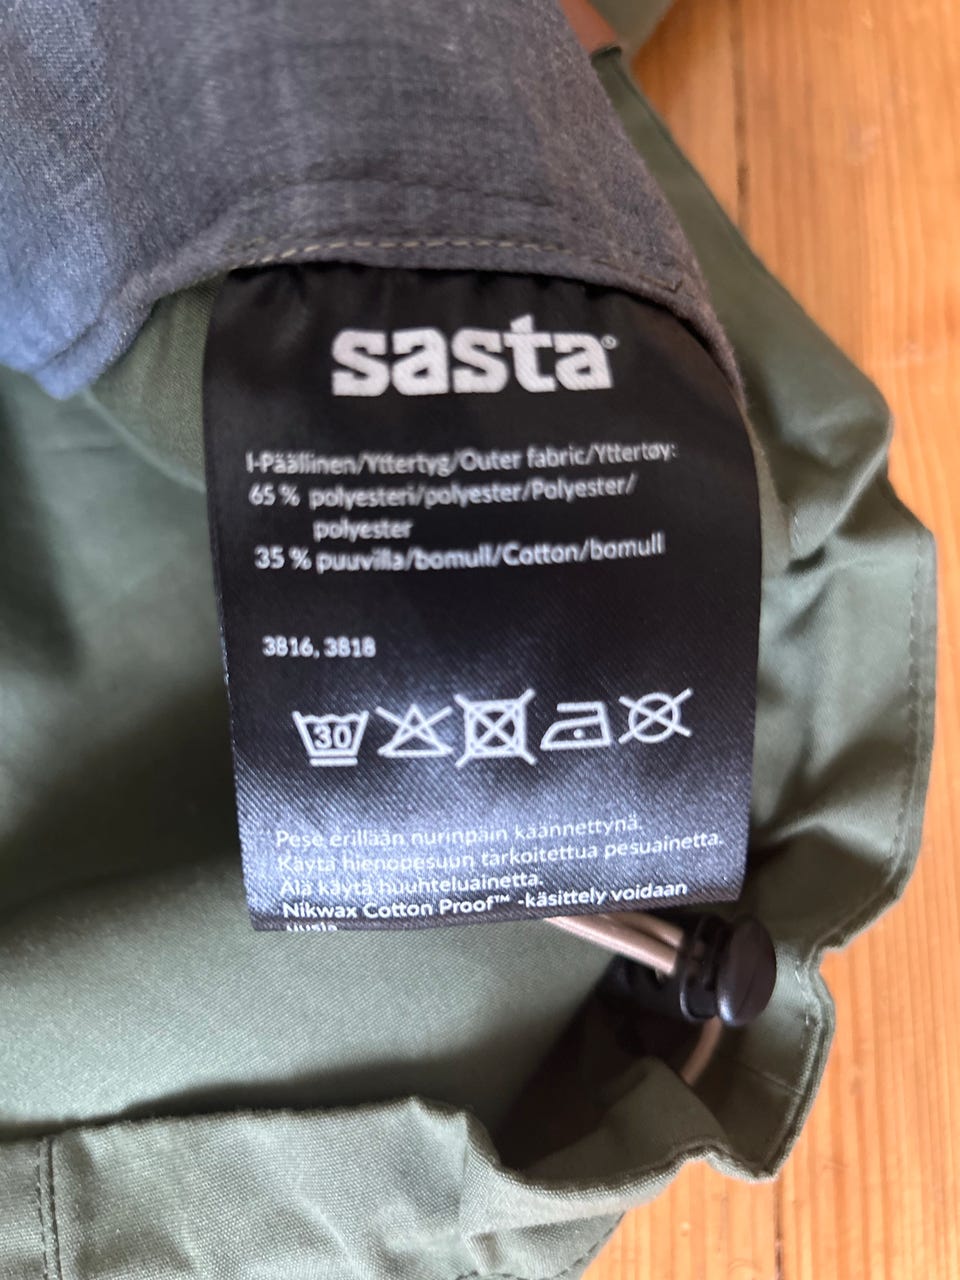 sasta®
I-Päällinen/Yttertyg/Outer fabric/Yttertøy:
65 % polyesteri/polyester/Polyester/
polyester
35 % puuvilla/bomull/Cotton/bomull
3816, 3818
30
Pese erillään nurinpäin käännettynä.
Käytä hienopesuun tarkoitettua pesuainetta.
Älä käytä huuhteluainetta.
Nikwax Cotton Proof™ -käsittely voidaan